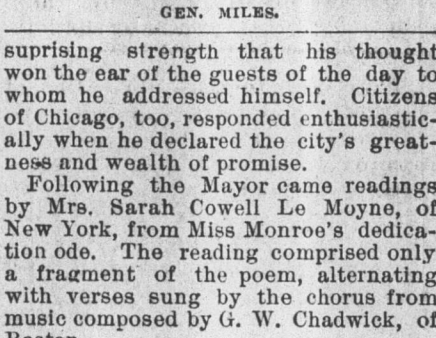 GEN. MILES.
suprising strength that his thought
won the ear of the guests of the day to
whom he addressed himself. Citizens
of Chicago, too, responded enthusiastic-
ally when he declared the city's great-
ness and wealth of promise.
Following the Mayor came readings
by Mrs. Sarah Cowell Le Moyne, of
New York, from Miss Monroe's dedica-
tion ode. The reading comprised only
a fragment of the poem, alternating
with verses sung by the chorus from
music composed by G. W. Chadwick, of